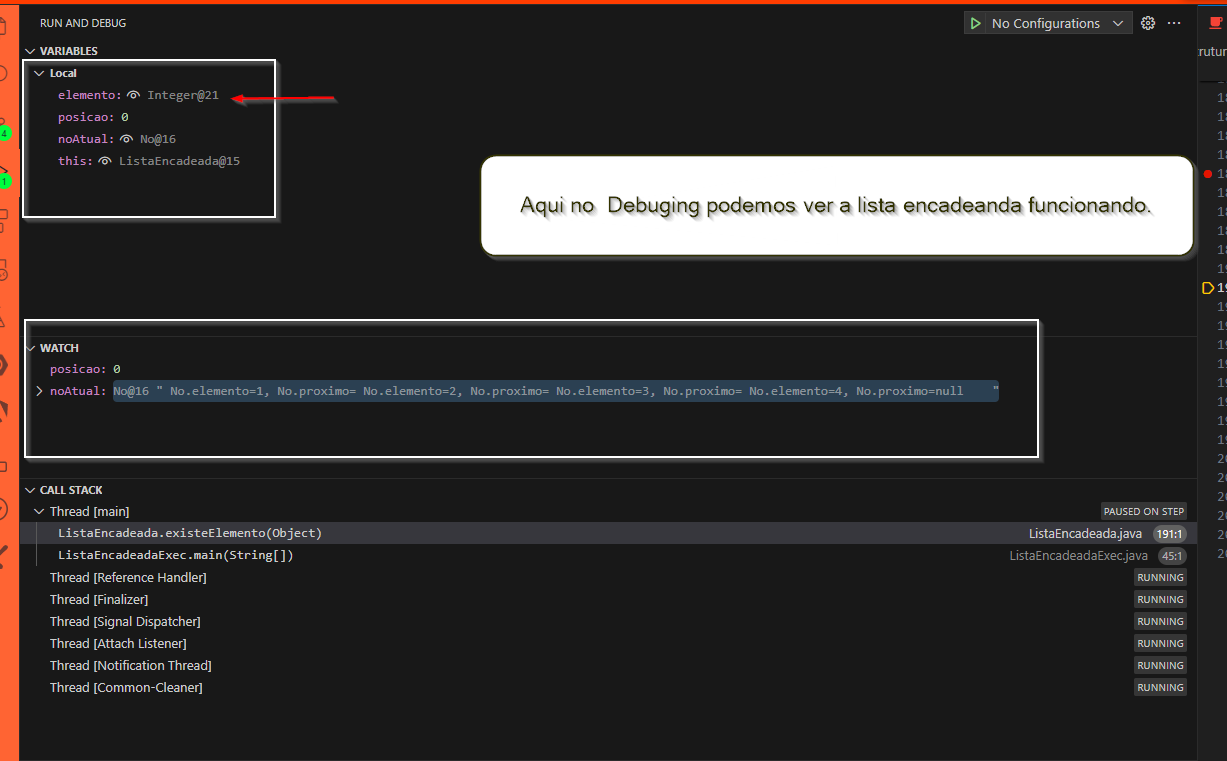 RUN AND DEBUG
No Configurations
VARIABLES
Local
elemento: Integer@21
posicao: 0
noAtual: No@16
this: ListaEncadeada@15
Aqui no Debuging podemos ver a lista encadeanda funcionando.
WATCH
posicao: 0
noAtual: No@16 " No.elemento=1, No.proximo= No.elemento=2, No.proximo= No.elemento=3, No.proximo= No.elemento=4, No.proximo=null "
CALL STACK
Thread [main] PAUSED ON STEP
ListaEncadeada.existeElemento(Object) ListaEncadeada.java 191:1
ListaEncadeadaExec.main(String[]) ListaEncadeadaExec.java 45:1
Thread [Reference Handler] RUNNING
Thread [Finalizer] RUNNING
Thread [Signal Dispatcher] RUNNING
Thread [Attach Listener] RUNNING
Thread [Notification Thread] RUNNING
Thread [Common-Cleaner] RUNNING
4
1